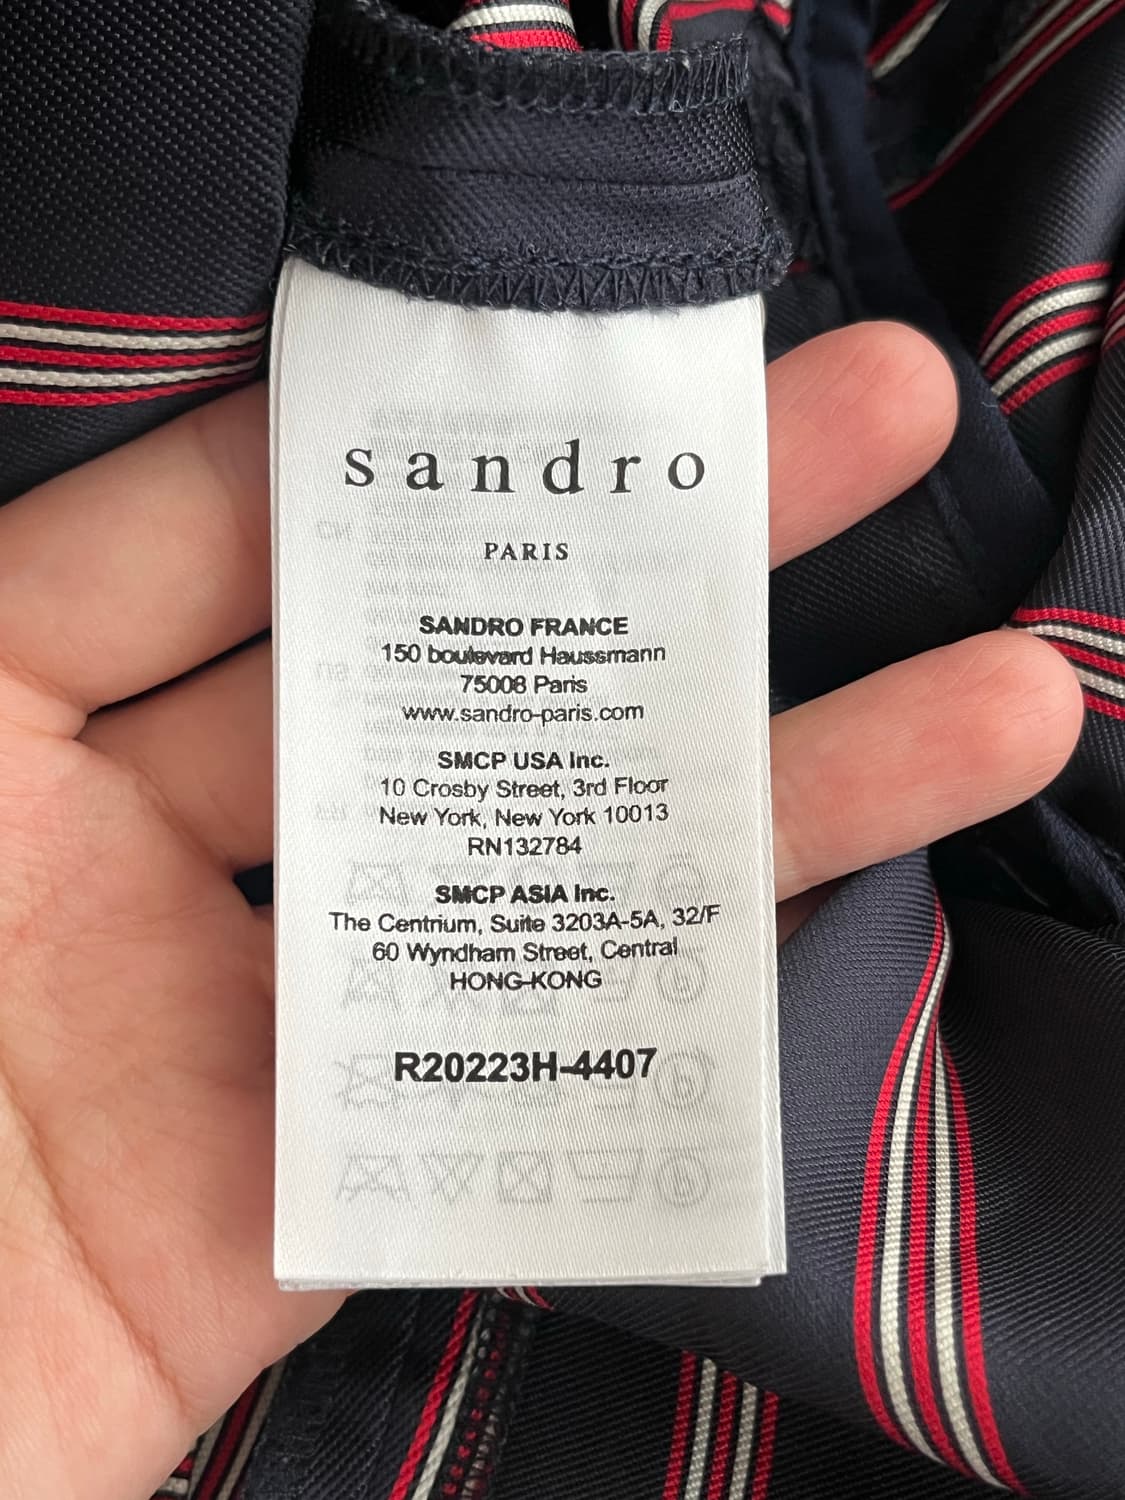 sandro
PARIS
SANDRO FRANCE
150 boulevard Haussmann
75008 Paris
www.sandro-paris.com
SMCP USA Inc.
10 Crosby Street, 3rd Floor
New York, New York 10013
RN132784
SMCP ASIA Inc.
The Centrium, Suite 3203A-5A, 32/F
60 Wyndham Street, Central
HONG-KONG
R20223H-4407